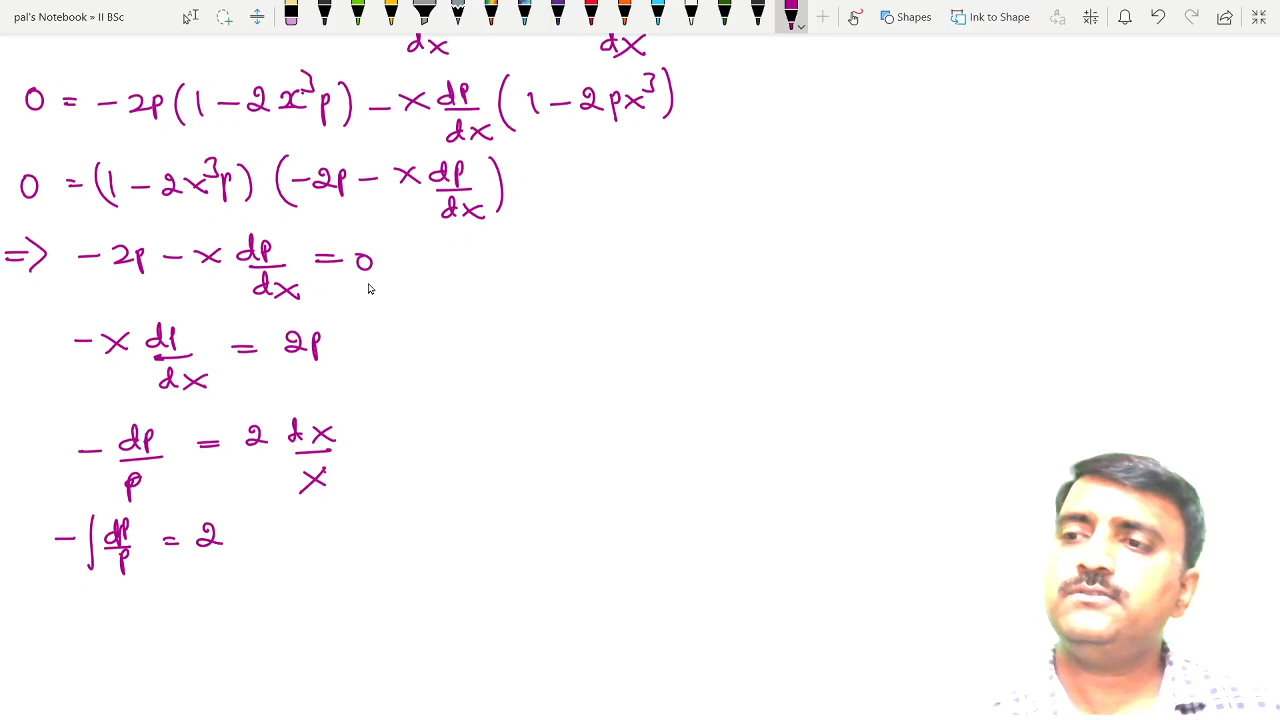 pal's Notebook » II BSc
Shapes Ink to Shape Share
dx dx
0 = -2p(1 - 2x³p) - x dp/dx (1 - 2px³)
0 = (1 - 2x³p) (-2p - x dp/dx)
=> -2p - x dp/dx = 0
-x dp/dx = 2p
- dp/p = 2 dx/x
- ∫ dp/p = 2